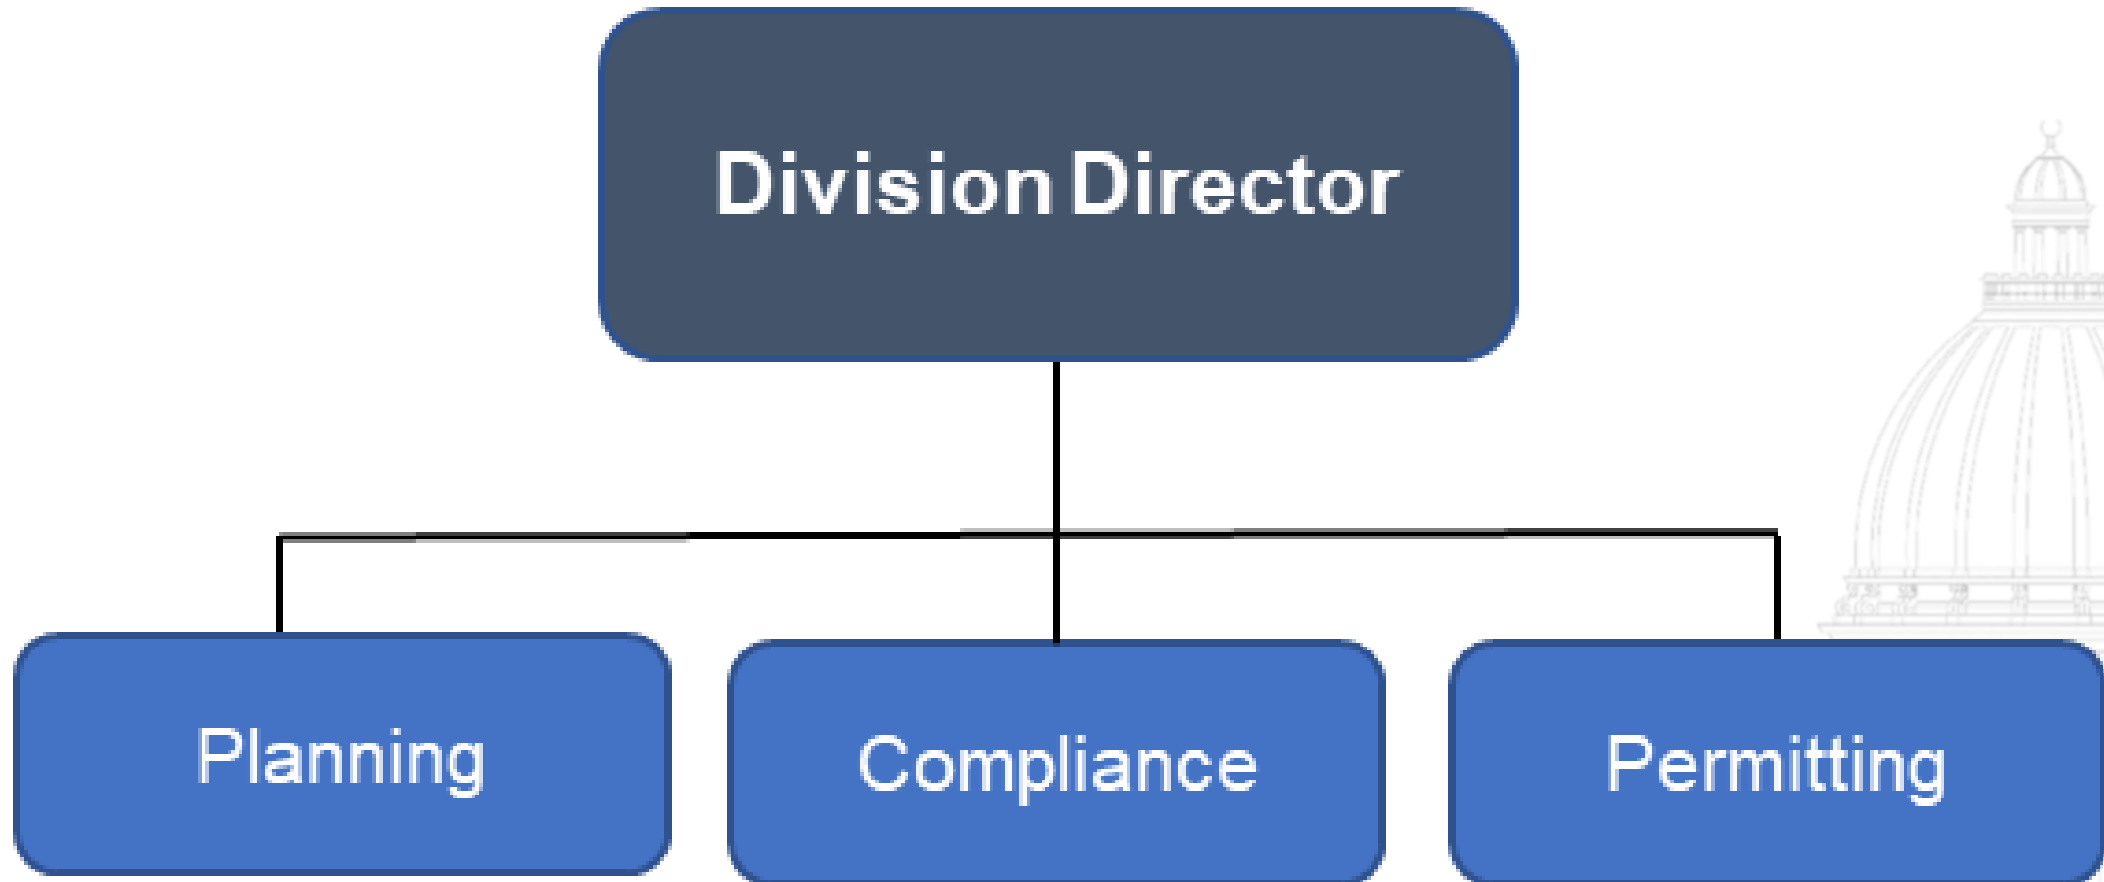 Division Director
Planning
Compliance
Permitting